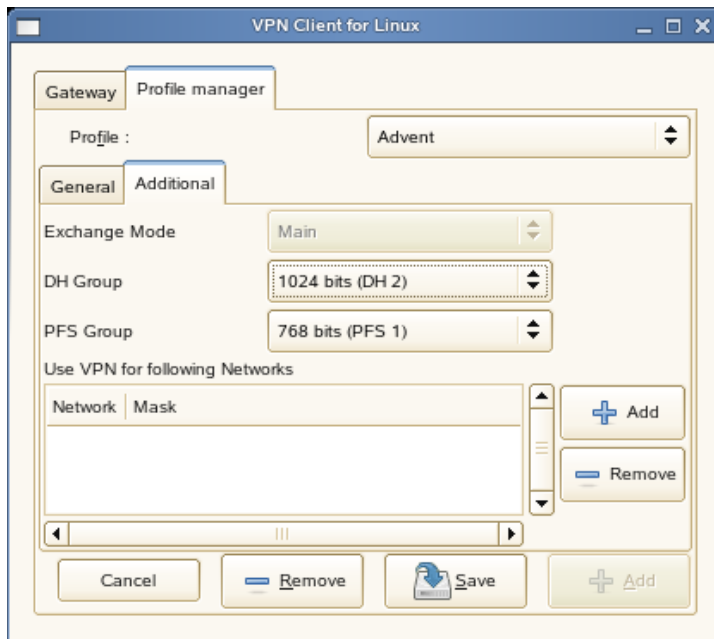 VPN Client for Linux
Gateway Profile manager
Profile : Advent
General Additional
Exchange Mode Main
DH Group 1024 bits (DH 2)
PFS Group 768 bits (PFS 1)
Use VPN for following Networks
Network Mask
Add
Remove
Cancel Remove Save Add